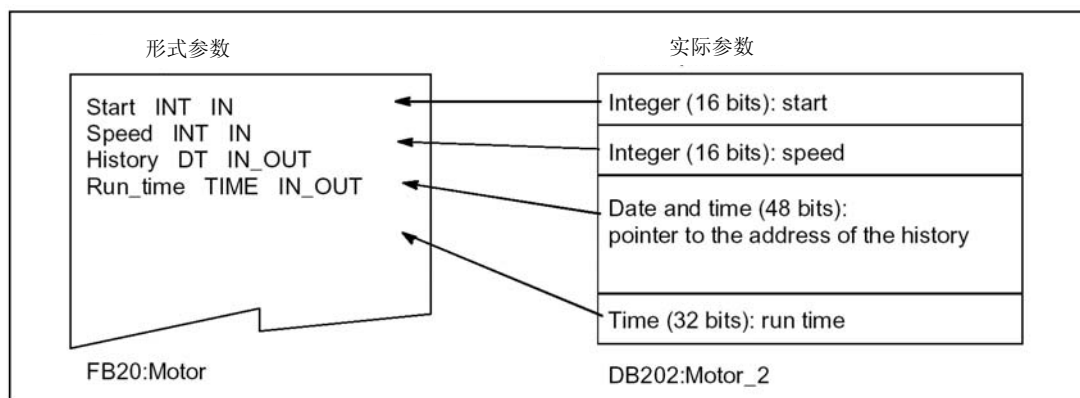 形式参数
实际参数
Start INT IN
Speed INT IN
History DT IN_OUT
Run_time TIME IN_OUT
Integer (16 bits): start
Integer (16 bits): speed
Date and time (48 bits):
pointer to the address of the history
Time (32 bits): run time
FB20:Motor
DB202:Motor_2